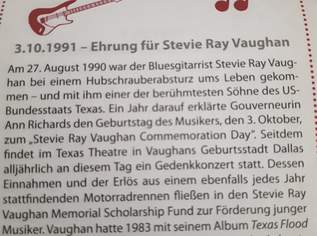 3.10.1991 – Ehrung für Stevie Ray Vaughan
Am 27. August 1990 war der Bluesgitarrist Stevie Ray Vaug-
han bei einem Hubschrauberabsturz ums Leben gekom-
men – und mit ihm einer der berühmtesten Söhne des US-
Bundesstaats Texas. Ein Jahr darauf erklärte Gouverneurin
Ann Richards den Geburtstag des Musikers, den 3. Oktober,
zum „Stevie Ray Vaughan Commemoration Day“. Seitdem
findet im Texas Theatre in Vaughans Geburtsstadt Dallas
alljährlich an diesem Tag ein Gedenkkonzert statt. Dessen
Einnahmen und der Erlös aus einem ebenfalls jedes Jahr
stattfindenden Motorradrennen fließen in den Stevie Ray
Vaughan Memorial Scholarship Fund zur Förderung junger
Musiker. Vaughan hatte 1983 mit seinem Album Texas Flood